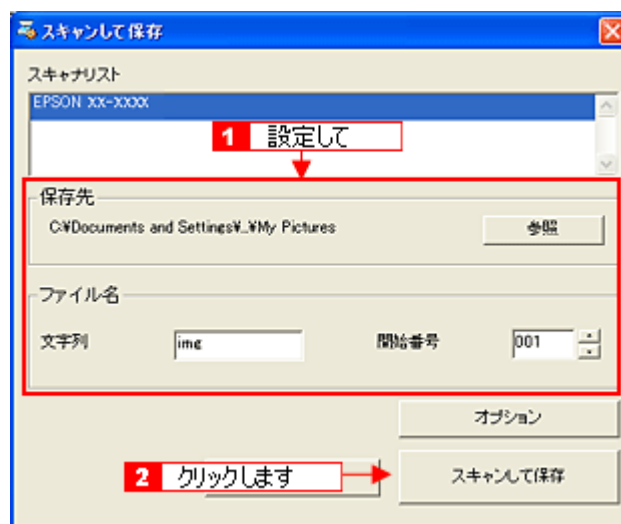 スキャンして保存
スキャナリスト
EPSON XX-XXXX
1 設定して
保存先
C:¥Documents and Settings¥...¥My Pictures
参照
ファイル名
文字列 img 開始番号 001
オプション
2 クリックします
スキャンして保存